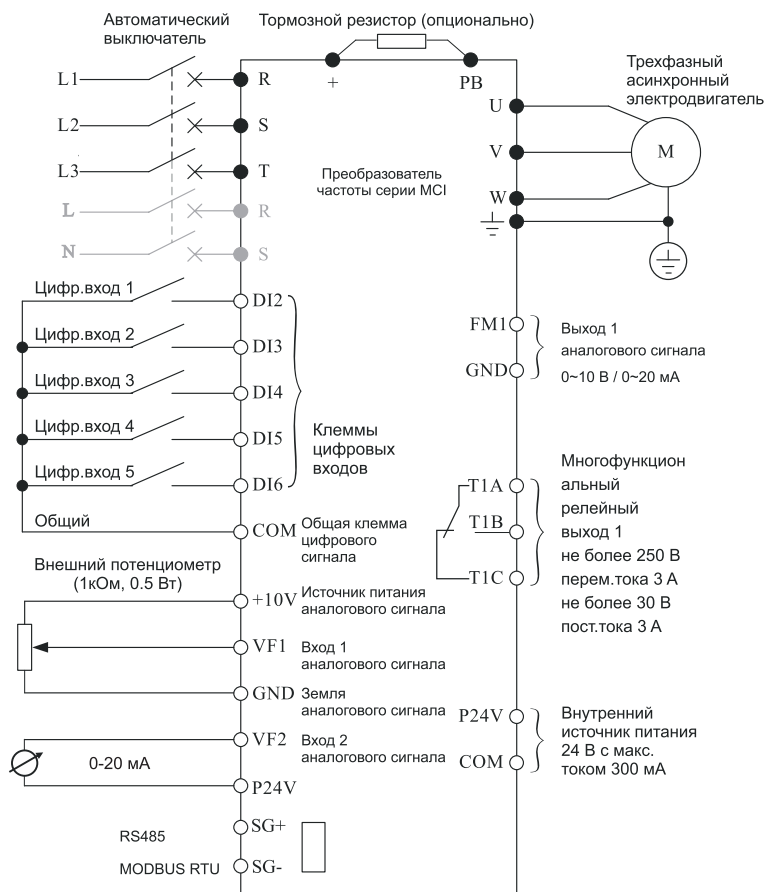 Автоматический
выключатель
Тормозной резистор (опционально)
L1
R
+
PB
Трехфазный
асинхронный
электродвигатель
U
L2
S
V
M
L3
T
Преобразователь
частоты серии MCI
W
L
R
N
S
Цифр.вход 1
DI2
Цифр.вход 2
DI3
Цифр.вход 3
DI4
Цифр.вход 4
DI5
Цифр.вход 5
DI6
Клеммы
цифровых
входов
Общий
COM
Общая клемма
цифрового
сигнала
FM1
GND
Выход 1
аналогового сигнала
0~10 В / 0~20 мА
T1A
T1B
T1C
Многофункцион
альный
релейный
выход 1
не более 250 В
перем.тока 3 А
не более 30 В
пост.тока 3 А
Внешний потенциометр
(1кОм, 0.5 Вт)
+10V
Источник питания
аналогового сигнала
VF1
Вход 1
аналогового сигнала
GND
Земля
аналогового сигнала
VF2
Вход 2
аналогового сигнала
0-20 мА
P24V
P24V
COM
Внутренний
источник питания
24 В с макс.
током 300 мА
RS485
SG+
MODBUS RTU
SG-